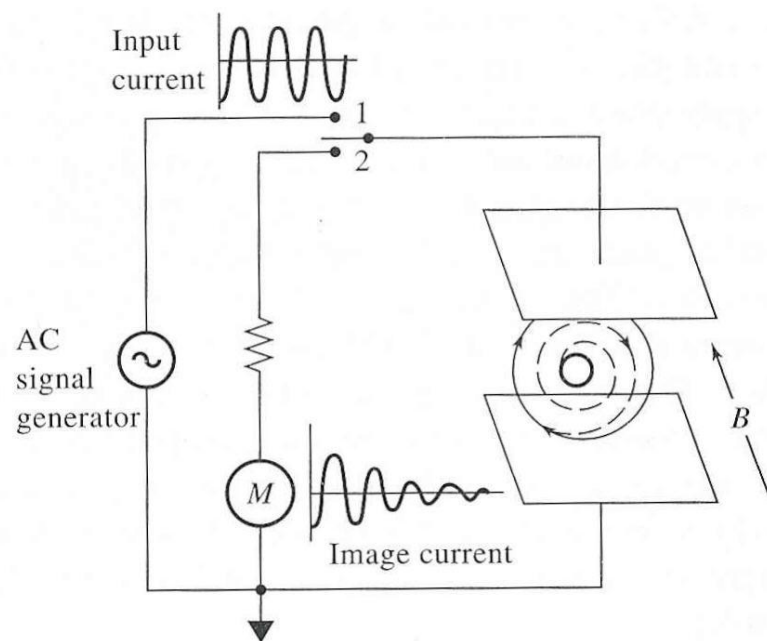 Input
current
1
2
AC
signal
generator
B
M
Image current